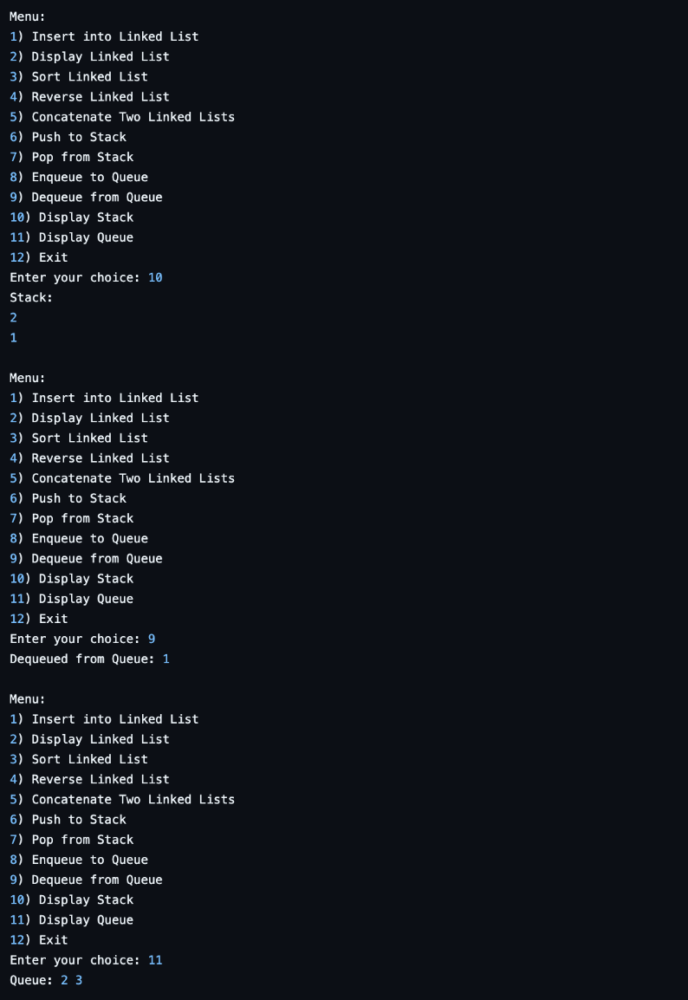 Menu:
1) Insert into Linked List
2) Display Linked List
3) Sort Linked List
4) Reverse Linked List
5) Concatenate Two Linked Lists
6) Push to Stack
7) Pop from Stack
8) Enqueue to Queue
9) Dequeue from Queue
10) Display Stack
11) Display Queue
12) Exit
Enter your choice: 10
Stack:
2
1

Menu:
1) Insert into Linked List
2) Display Linked List
3) Sort Linked List
4) Reverse Linked List
5) Concatenate Two Linked Lists
6) Push to Stack
7) Pop from Stack
8) Enqueue to Queue
9) Dequeue from Queue
10) Display Stack
11) Display Queue
12) Exit
Enter your choice: 9
Dequeued from Queue: 1

Menu:
1) Insert into Linked List
2) Display Linked List
3) Sort Linked List
4) Reverse Linked List
5) Concatenate Two Linked Lists
6) Push to Stack
7) Pop from Stack
8) Enqueue to Queue
9) Dequeue from Queue
10) Display Stack
11) Display Queue
12) Exit
Enter your choice: 11
Queue: 2 3